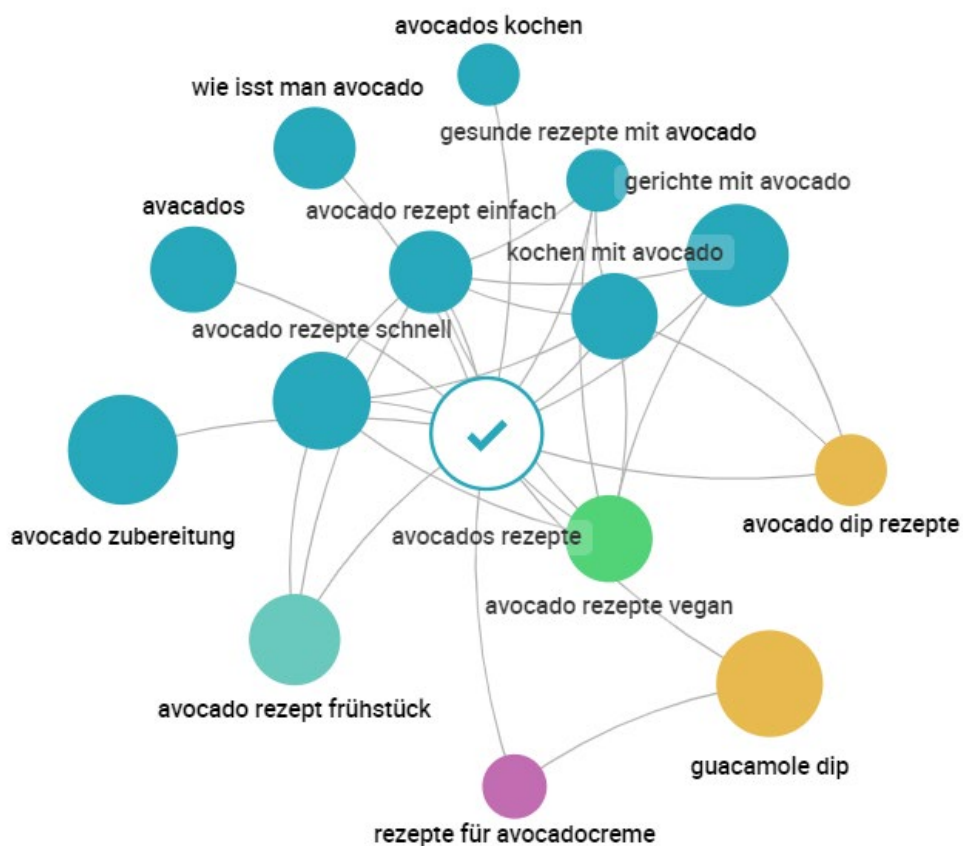 avocados kochen
wie isst man avocado
gesunde rezepte mit avocado
gerichte mit avocado
avacados
avocado rezept einfach
kochen mit avocado
avocado rezepte schnell
avocado zubereitung
avocados rezepte
avocado dip rezepte
avocado rezepte vegan
avocado rezept frühstück
guacamole dip
rezepte für avocadocreme